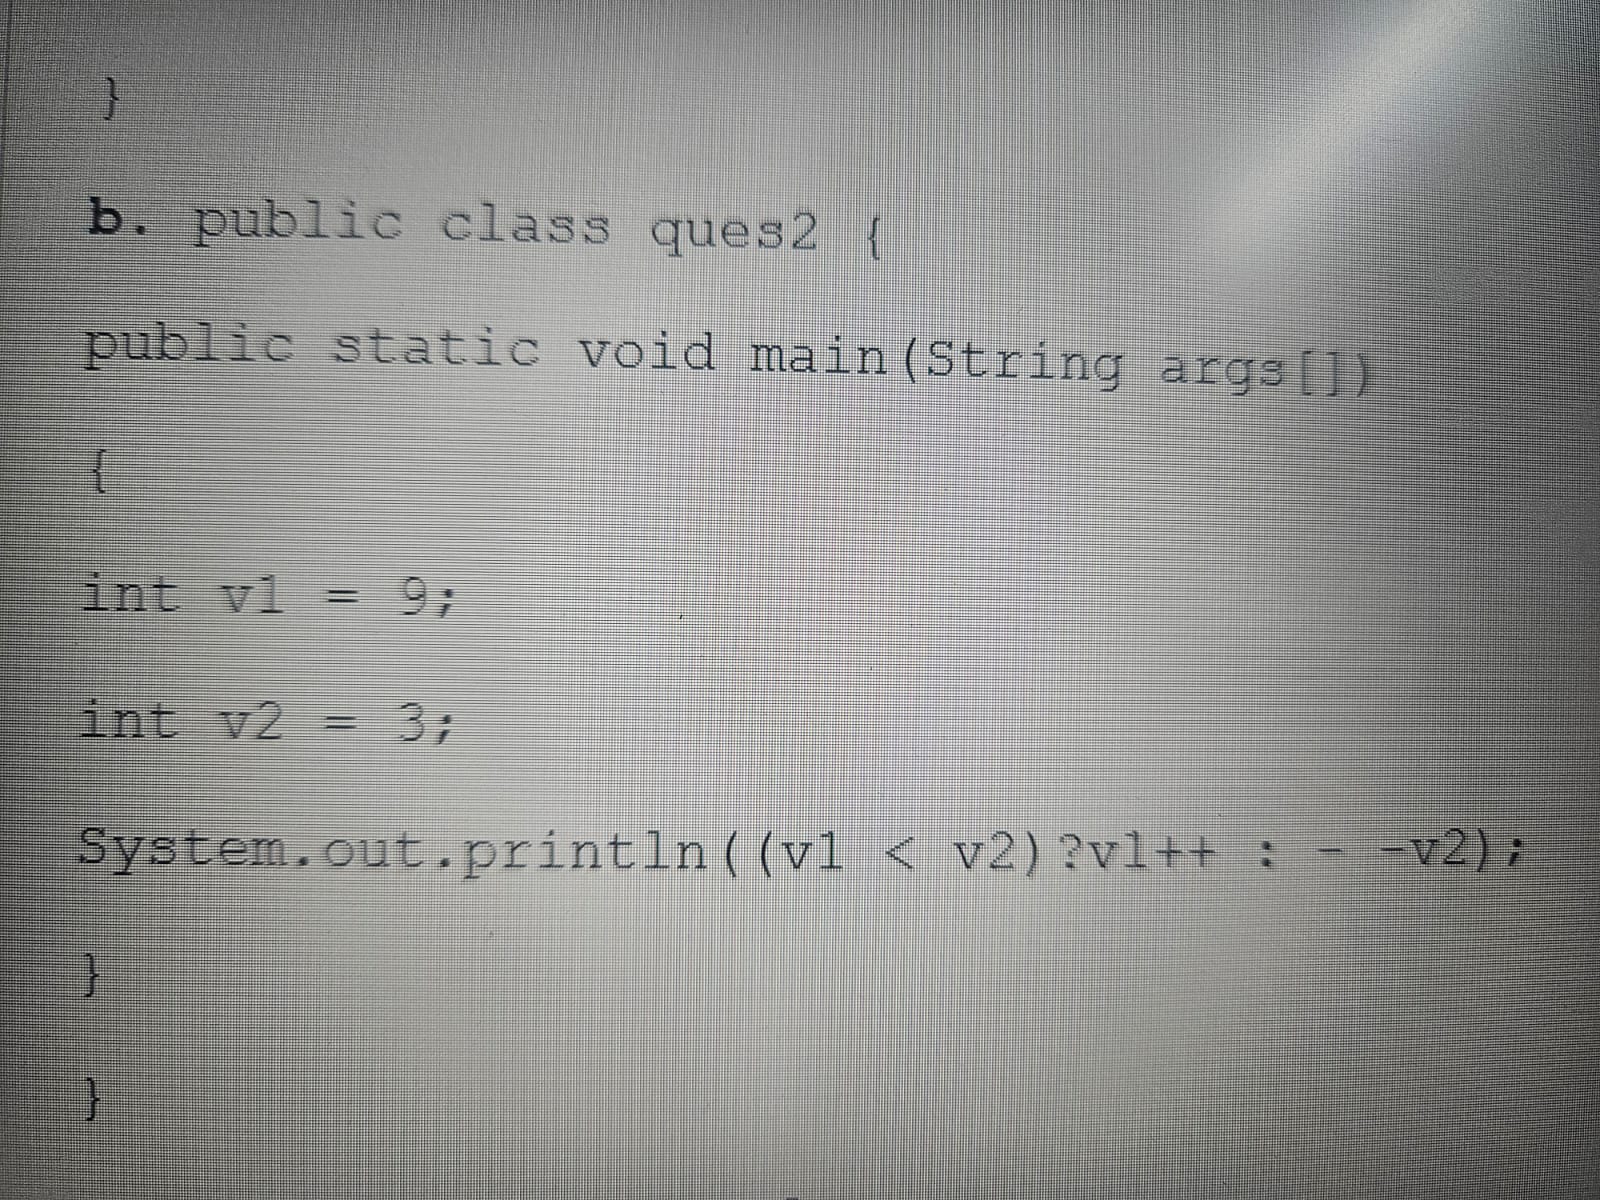 }
b. public class ques2 {
public static void main(String args[])
{
int v1 = 9;
int v2 = 3;
System.out.println((v1 < v2)?v1++ : - -v2);
}
}